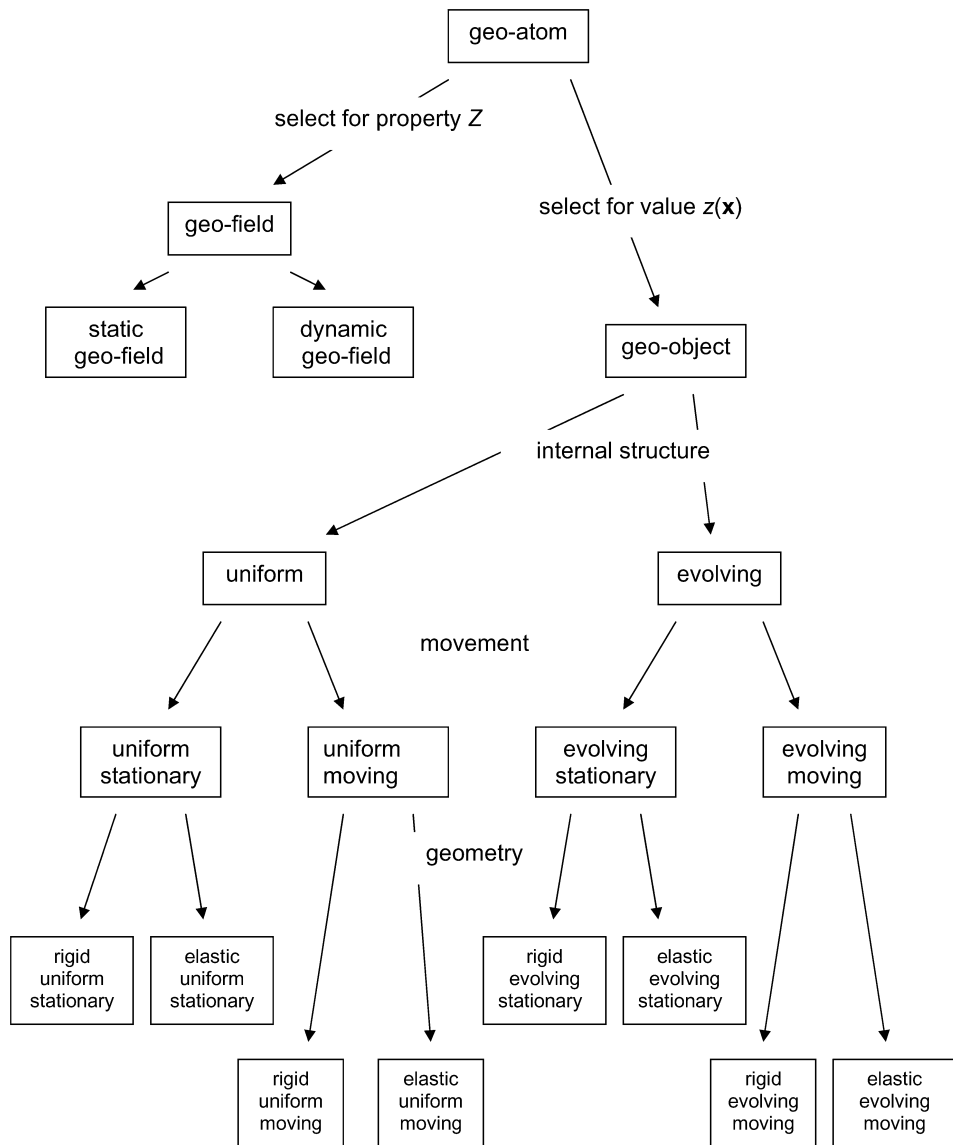 geo-atom
select for property Z
select for value z(x)
geo-field
static
geo-field
dynamic
geo-field
geo-object
internal structure
uniform
evolving
movement
uniform
stationary
uniform
moving
evolving
stationary
evolving
moving
geometry
rigid
uniform
stationary
elastic
uniform
stationary
rigid
evolving
stationary
elastic
evolving
stationary
rigid
uniform
moving
elastic
uniform
moving
rigid
evolving
moving
elastic
evolving
moving